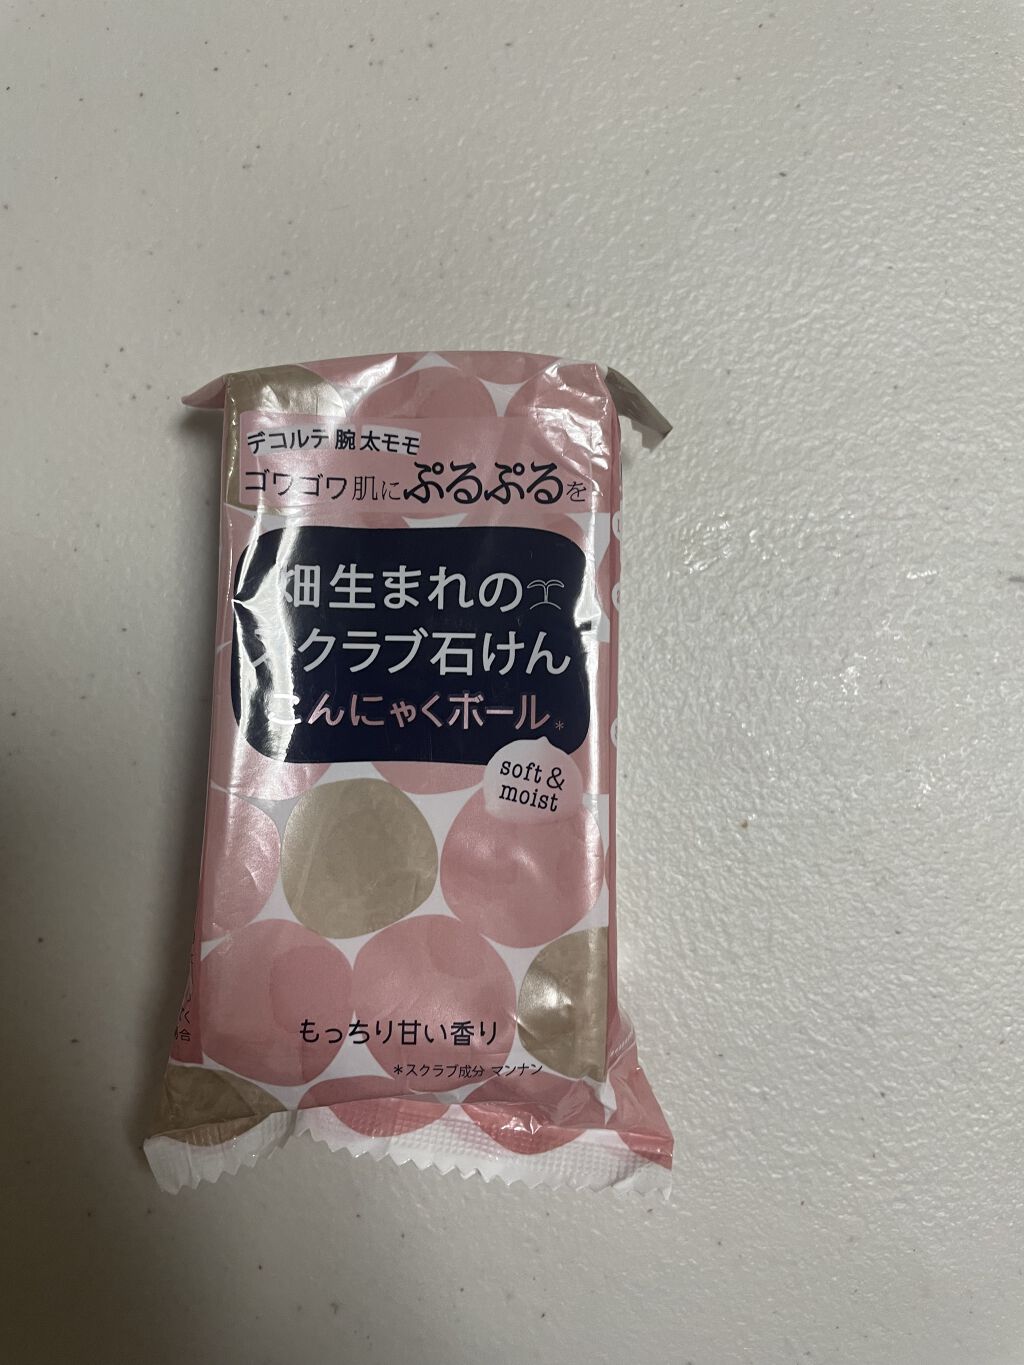 デコルテ 腕 太モモ
ゴワゴワ肌にぷるぷるを
畑生まれの
スクラブ石けん
こんにゃくボール*
soft &
moist
もっちり甘い香り
*スクラブ成分 マンナン